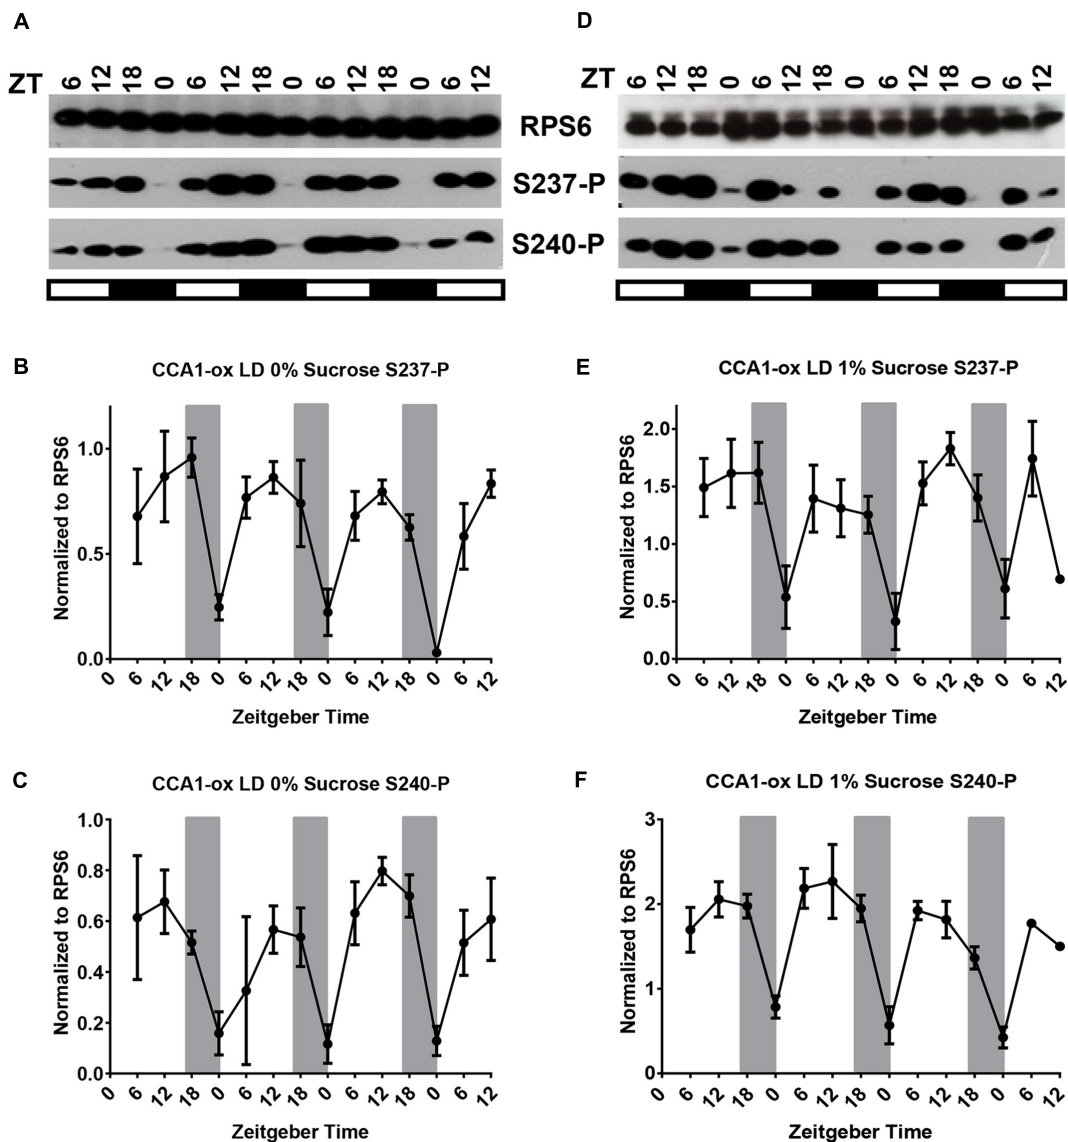 A
ZT 6 12 18 0 6 12 18 0 6 12 18 0 6 12
D
ZT 6 12 18 0 6 12 18 0 6 12 18 0 6 12
RPS6
S237-P
S240-P
B
CCA1-ox LD 0% Sucrose S237-P
Normalized to RPS6
1.0
0.5
0.0
0 6 12 18 0 6 12 18 0 6 12 18 0 6 12
Zeitgeber Time
E
CCA1-ox LD 1% Sucrose S237-P
Normalized to RPS6
2.0
1.5
1.0
0.5
0.0
0 6 12 18 0 6 12 18 0 6 12 18 0 6 12
Zeitgeber Time
C
CCA1-ox LD 0% Sucrose S240-P
Normalized to RPS6
1.0
0.8
0.6
0.4
0.2
0.0
0 6 12 18 0 6 12 18 0 6 12 18 0 6 12
Zeitgeber Time
F
CCA1-ox LD 1% Sucrose S240-P
Normalized to RPS6
3
2
1
0
0 6 12 18 0 6 12 18 0 6 12 18 0 6 12
Zeitgeber Time